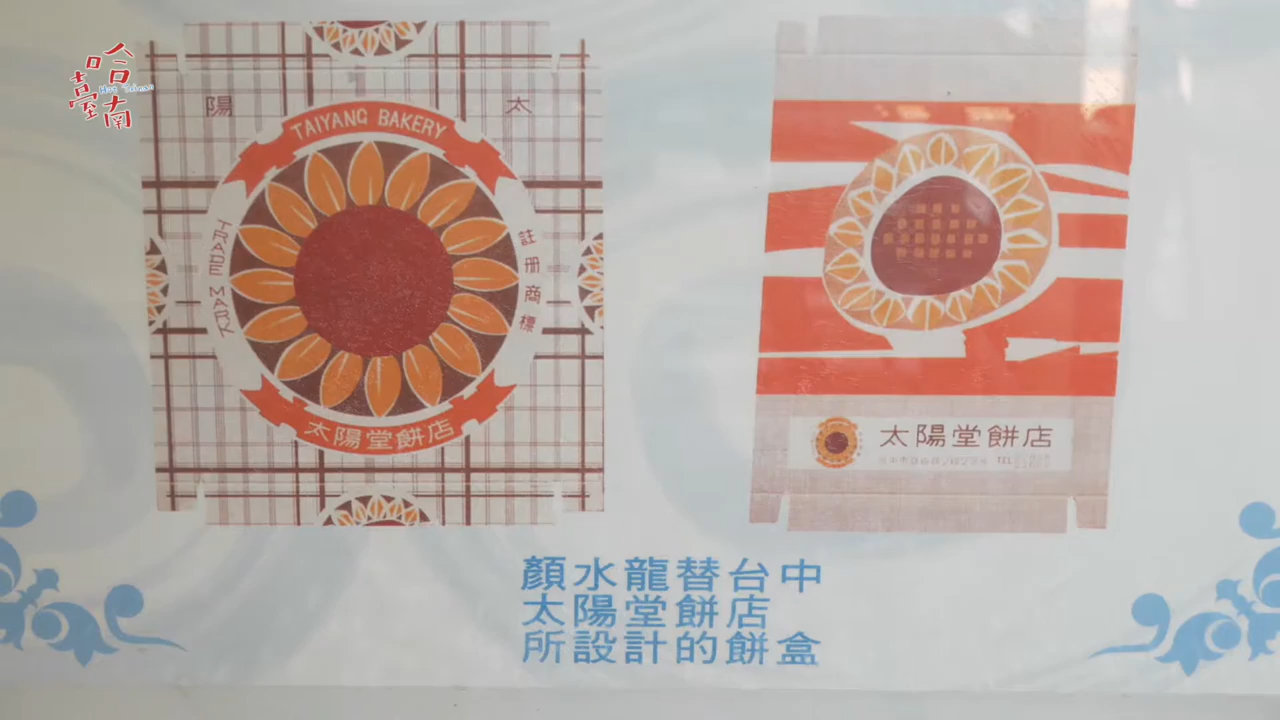 哈臺南
Hot Tainan
陽 太
TAIYANG BAKERY
TRADE MARK
註冊商標
太陽堂餅店
太陽堂餅店
顏水龍替台中
太陽堂餅店
所設計的餅盒